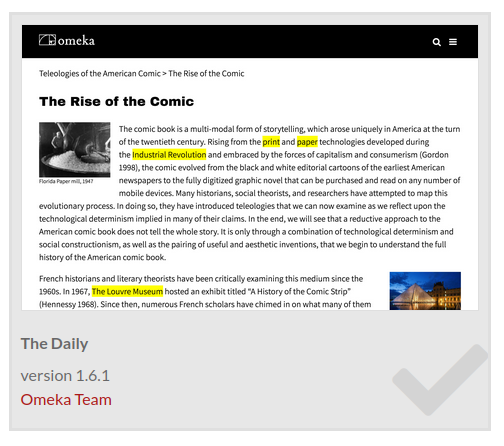 omeka
Teleologies of the American Comic > The Rise of the Comic
The Rise of the Comic
The comic book is a multi-modal form of storytelling, which arose uniquely in America at the turn
of the twentieth century. Rising from the print and paper technologies developed during
the Industrial Revolution and embraced by the forces of capitalism and consumerism (Gordon
1998), the comic evolved from the black and white editorial cartoons of the earliest American
newspapers to the fully digitized graphic novel that can be purchased and read on any number of
mobile devices. Many historians, social theorists, and researchers have attempted to map this
Florida Paper mill, 1947
evolutionary process. In doing so, they have introduced teleologies that we can now examine as we reflect upon the
technological determinism implied in many of their claims. In the end, we will see that a reductive approach to the
American comic book does not tell the whole story. It is only through a combination of technological determinism and
social constructionism, as well as the pairing of useful and aesthetic inventions, that we begin to understand the full
history of the American comic book.
French historians and literary theorists have been critically examining this medium since the
1960s. In 1967, The Louvre Museum hosted an exhibit titled “A History of the Comic Strip”
(Hennessy 1968). Since then, numerous French scholars have chimed in on what many of them
The Daily
version 1.6.1
Omeka Team